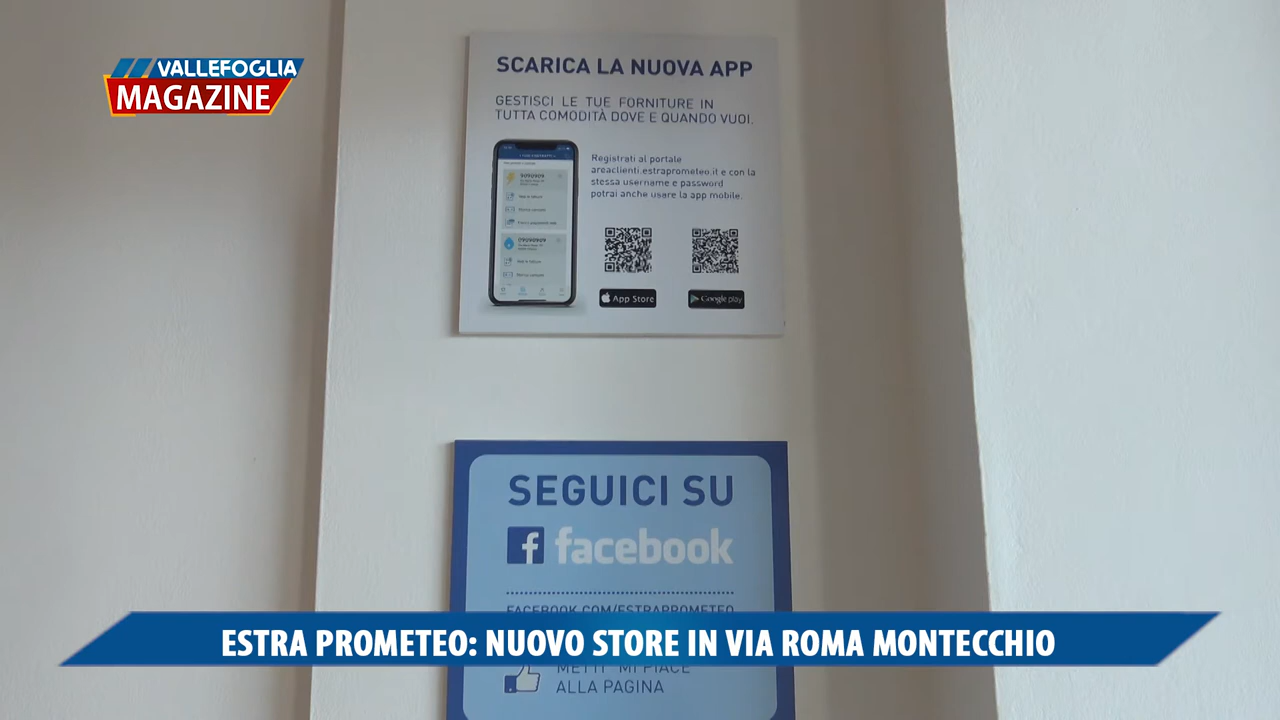 VALLEFOGLIA
MAGAZINE
SCARICA LA NUOVA APP
GESTISCI LE TUE FORNITURE IN
TUTTA COMODITÀ DOVE E QUANDO VUOI.
Registrati al portale
areaclienti.estraprometeo.it e con la
stessa username e password
potrai anche usare la app mobile.
9090909
09090909
App Store
Google play
SEGUICI SU
facebook
FACEBOOK.COM/ESTRAPROMETEO
ESTRA PROMETEO: NUOVO STORE IN VIA ROMA MONTECCHIO
METTI "MI PIACE"
ALLA PAGINA